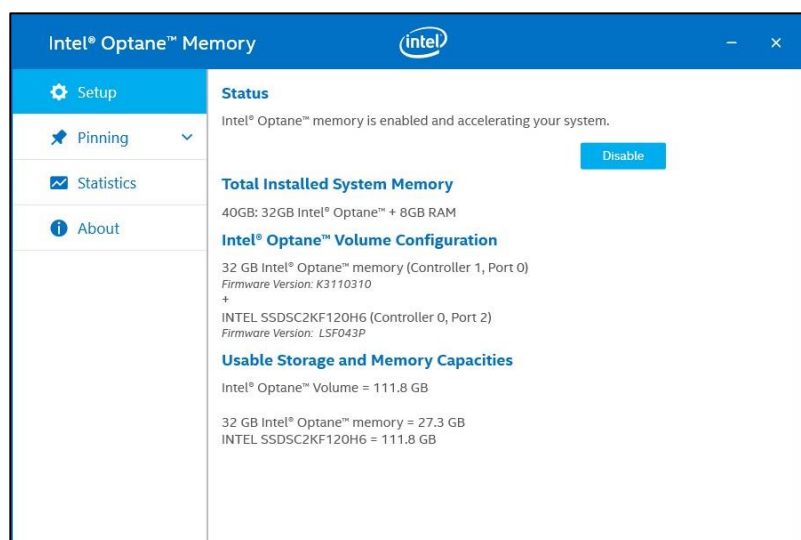 Intel® Optane™ Memory
intel
Setup
Pinning
Statistics
About
Status
Intel® Optane™ memory is enabled and accelerating your system.
Disable
Total Installed System Memory
40GB: 32GB Intel® Optane™ + 8GB RAM
Intel® Optane™ Volume Configuration
32 GB Intel® Optane™ memory (Controller 1, Port 0)
Firmware Version: K3110310
+
INTEL SSDSC2KF120H6 (Controller 0, Port 2)
Firmware Version: LSF043P
Usable Storage and Memory Capacities
Intel® Optane™ Volume = 111.8 GB
32 GB Intel® Optane™ memory = 27.3 GB
INTEL SSDSC2KF120H6 = 111.8 GB